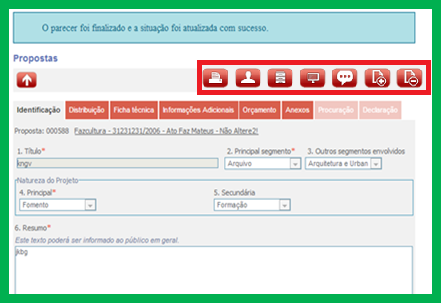 O parecer foi finalizado e a situação foi atualizada com sucesso.
Propostas
Identificação Distribuição Ficha técnica Informações Adicionais Orçamento Anexos Procuração Declaração
Proposta: 000588 Fazcultura - 31231231/2006 - Ato Faz Mateus - Não Altere2!
1. Título* 2. Principal segmento* 3. Outros segmentos envolvidos
kngv Arquivo Arquitetura e Urban
Natureza do Projeto
4. Principal* 5. Secundária
Fomento Formação
6. Resumo*
Este texto poderá ser informado ao público em geral.
jkbg